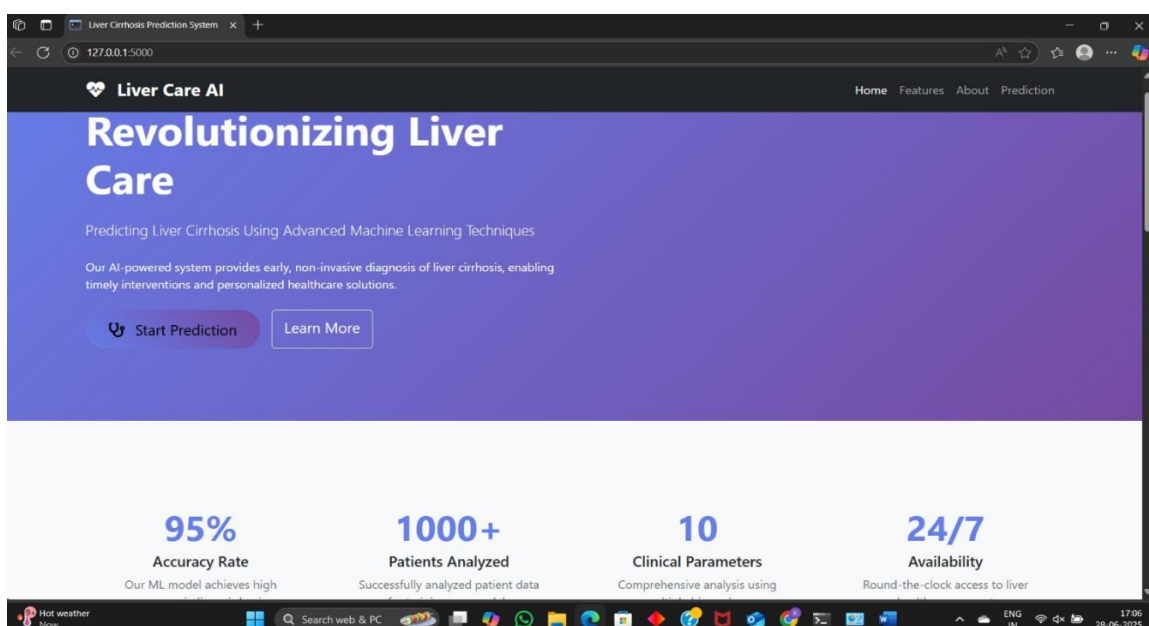 Liver Cirrhosis Prediction System
127.0.0.1:5000
Liver Care AI
Home Features About Prediction
Revolutionizing Liver
Care
Predicting Liver Cirrhosis Using Advanced Machine Learning Techniques
Our AI-powered system provides early, non-invasive diagnosis of liver cirrhosis, enabling
timely interventions and personalized healthcare solutions.
Start Prediction Learn More
95% 1000+ 10 24/7
Accuracy Rate Patients Analyzed Clinical Parameters Availability
Our ML model achieves high Successfully analyzed patient data Comprehensive analysis using Round-the-clock access to liver
Hot weather Search web & PC ENG 17:06
Now IN 28-06-2025